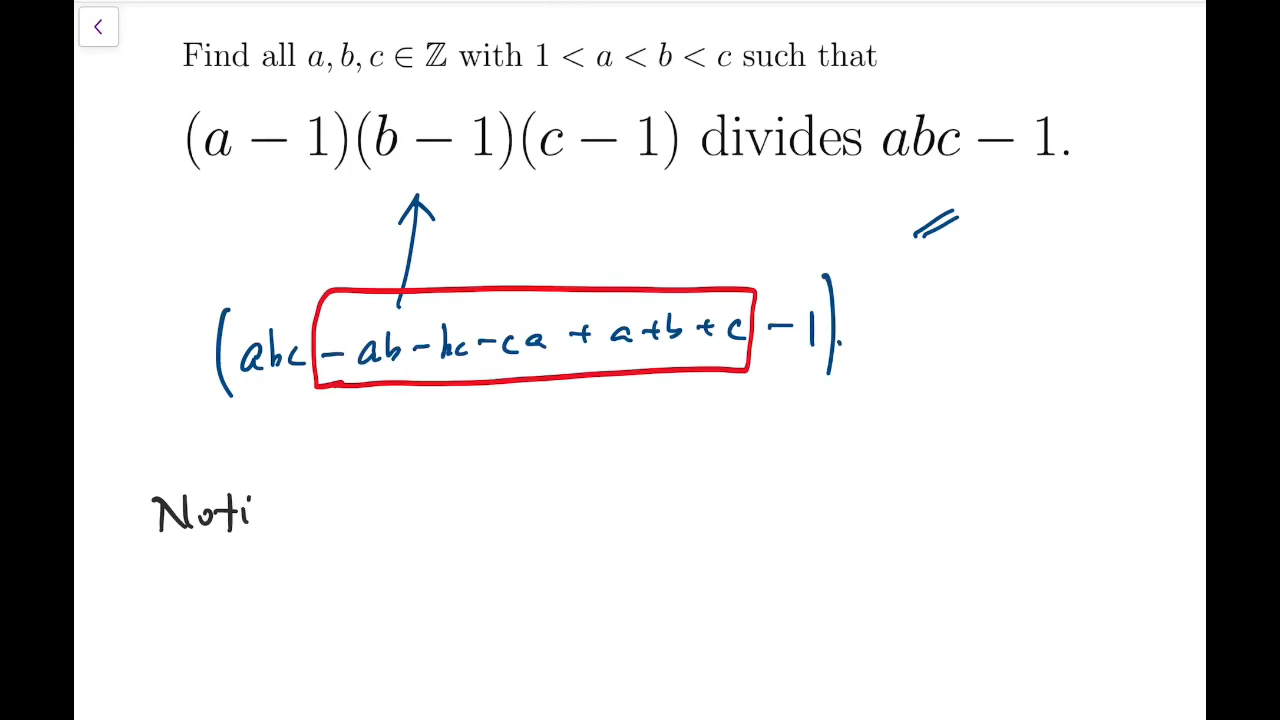 Find all a, b, c ∈ ℤ with 1 < a < b < c such that
(a − 1)(b − 1)(c − 1) divides abc − 1.
(abc − ab − bc − ca + a + b + c − 1).
Noti